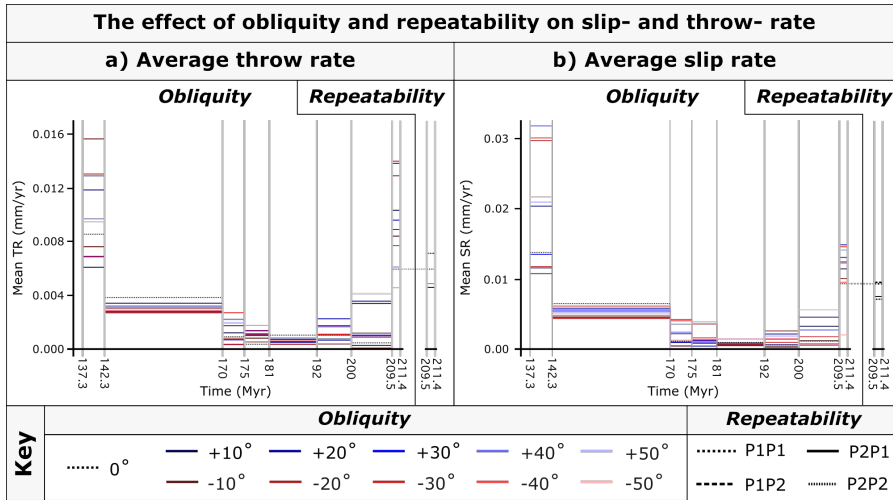 The effect of obliquity and repeatability on slip- and throw- rate
a) Average throw rate
b) Average slip rate
Obliquity
Repeatability
Obliquity
Repeatability
0.016
0.012
0.008
0.004
0.000
Mean TR (mm/yr)
137.3
142.3
170
175
181
192
200
209.5
211.4
209.5
211.4
Time (Myr)
0.03
0.02
0.01
0.00
Mean SR (mm/yr)
137.3
142.3
170
175
181
192
200
209.5
211.4
209.5
211.4
Time (Myr)
Key
Obliquity
Repeatability
0° +10° +20° +30° +40° +50°
-10° -20° -30° -40° -50°
P1P1 P2P1
P1P2 P2P2